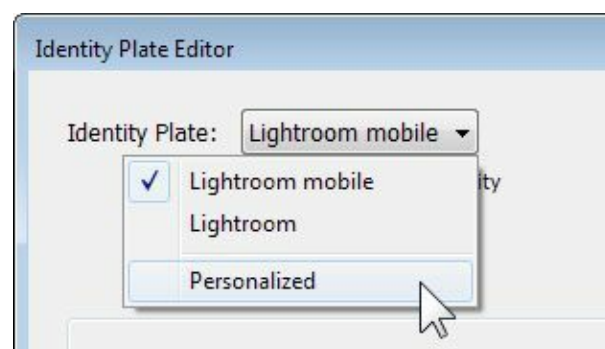 Identity Plate Editor
Identity Plate: Lightroom mobile
Lightroom mobile
Lightroom
Personalized